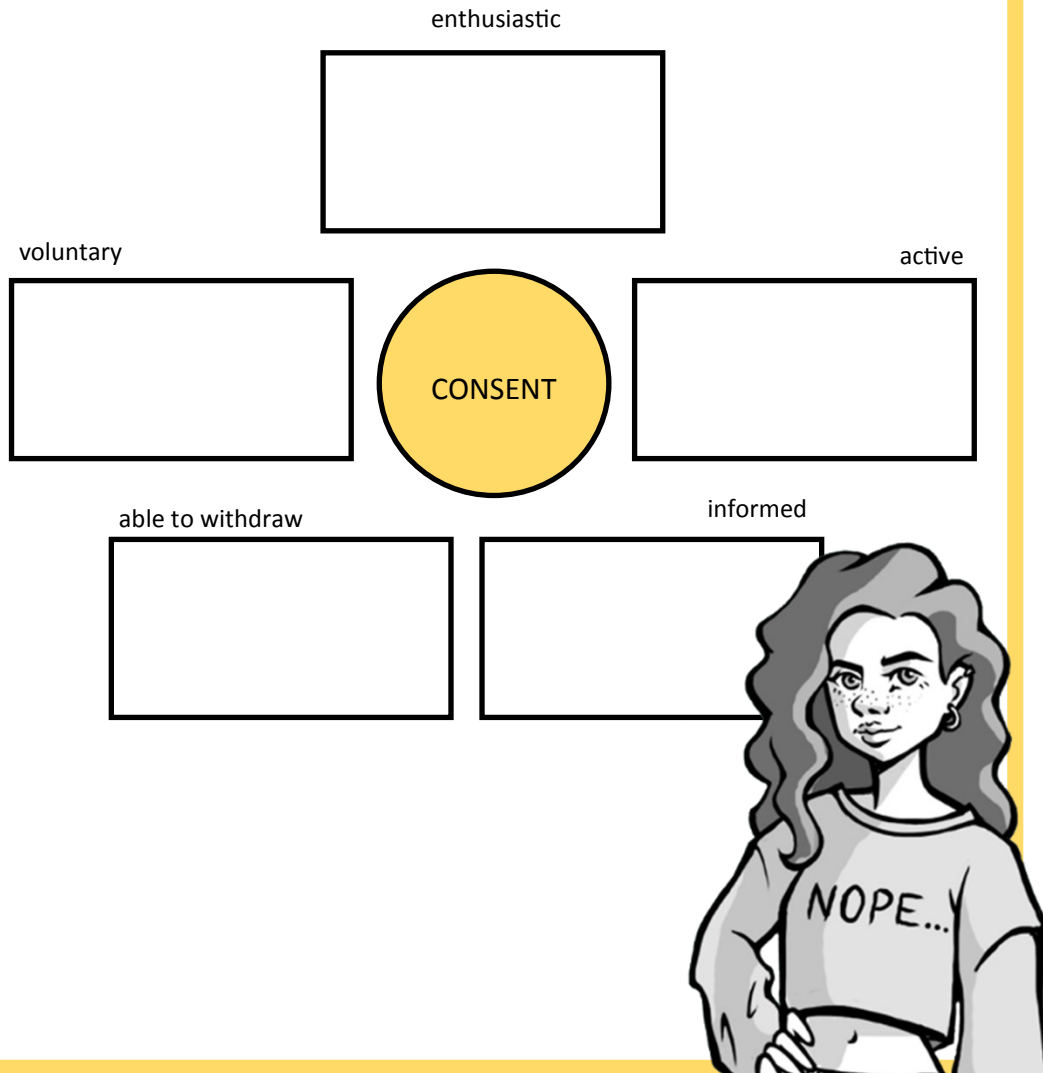 enthusiastic
voluntary
active
CONSENT
able to withdraw
informed
NOPE...